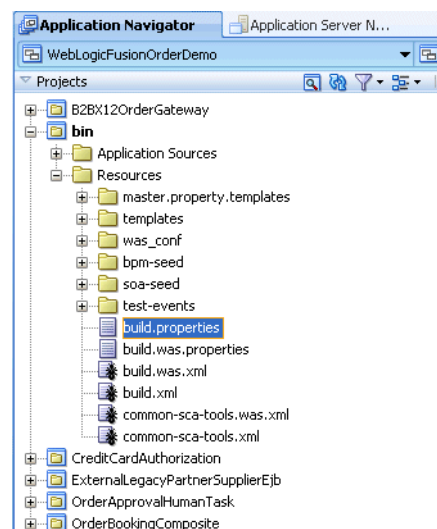 Application Navigator Application Server N...
WebLogicFusionOrderDemo
Projects
B2BX12OrderGateway
bin
Application Sources
Resources
master.property.templates
templates
was_conf
bpm-seed
soa-seed
test-events
build.properties
build.was.properties
build.was.xml
build.xml
common-sca-tools.was.xml
common-sca-tools.xml
CreditCardAuthorization
ExternalLegacyPartnerSupplierEjb
OrderApprovalHumanTask
OrderBookingComposite